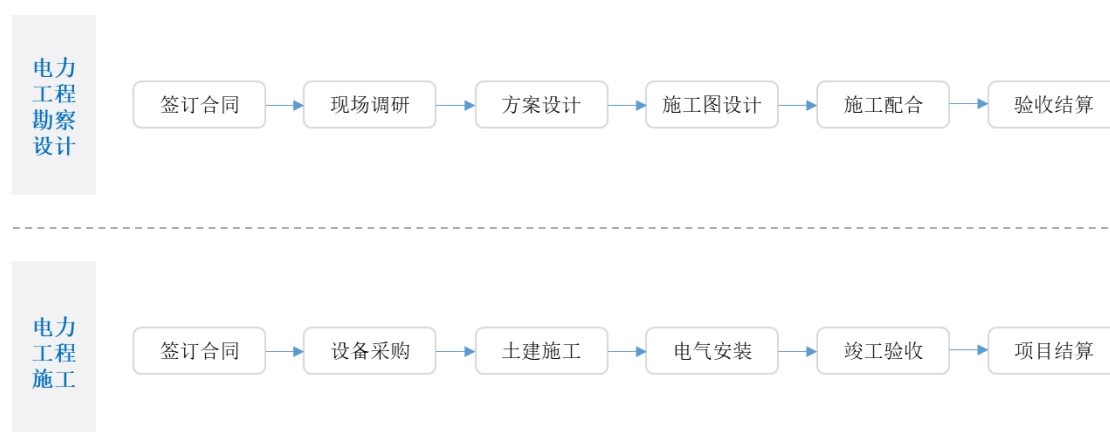 电力
工程
勘察
设计
签订合同
现场调研
方案设计
施工图设计
施工配合
验收结算
电力
工程
施工
签订合同
设备采购
土建施工
电气安装
竣工验收
项目结算